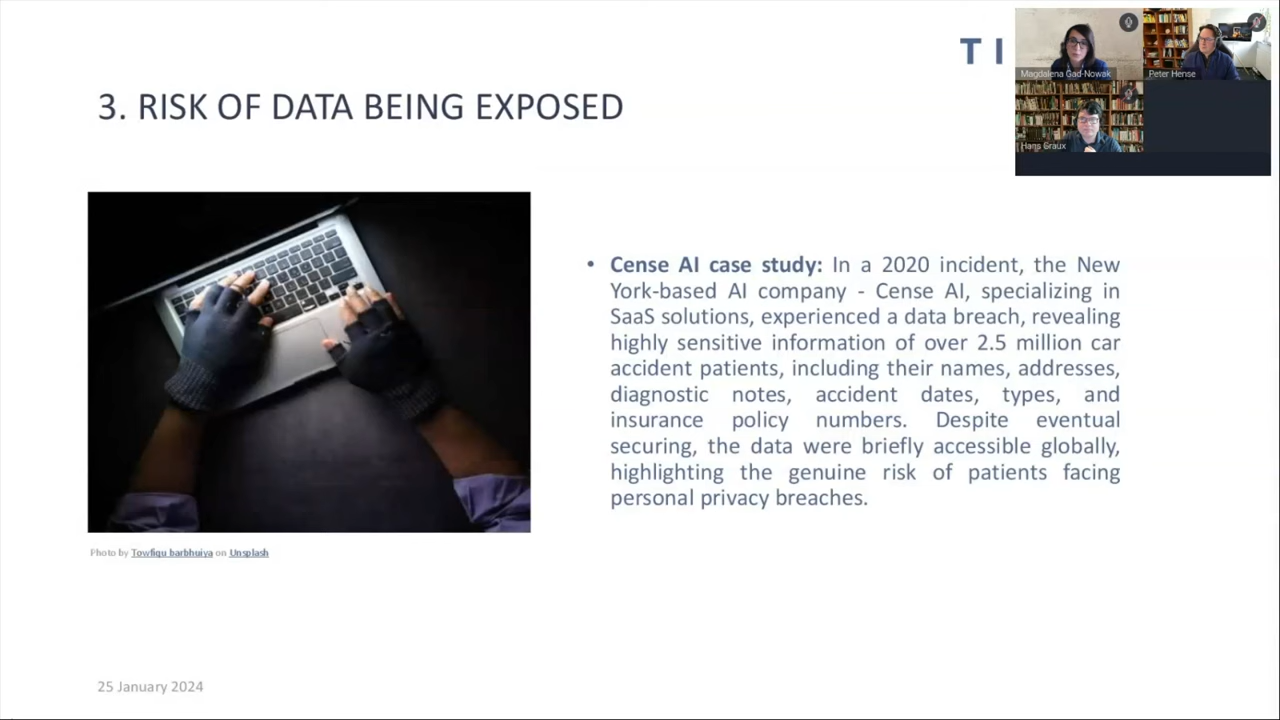 TI
Magdalena Gad-Nowak
Peter Hense
Hans Graux
3. RISK OF DATA BEING EXPOSED
• Cense AI case study: In a 2020 incident, the New
York-based AI company - Cense AI, specializing in
SaaS solutions, experienced a data breach, revealing
highly sensitive information of over 2.5 million car
accident patients, including their names, addresses,
diagnostic notes, accident dates, types, and
insurance policy numbers. Despite eventual
securing, the data were briefly accessible globally,
highlighting the genuine risk of patients facing
personal privacy breaches.
Photo by Towfiqu barbhuiya on Unsplash
25 January 2024